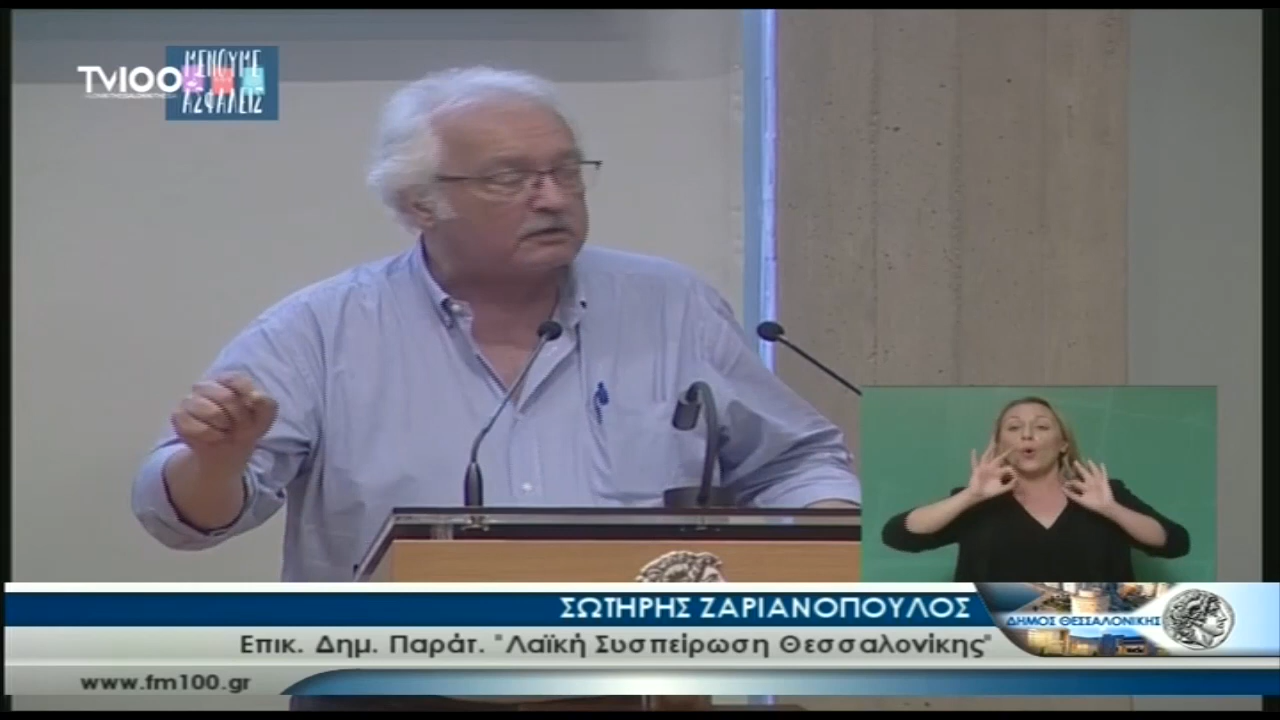 TV100
ΜΕΝΟΥΜΕ
ΑΣΦΑΛΕΙΣ
ΣΩΤΗΡΗΣ ΖΑΡΙΑΝΟΠΟΥΛΟΣ
ΔΗΜΟΣ ΘΕΣΣΑΛΟΝΙΚΗΣ
Επικ. Δημ. Παράτ. "Λαϊκή Συσπείρωση Θεσσαλονίκης"
www.fm100.gr